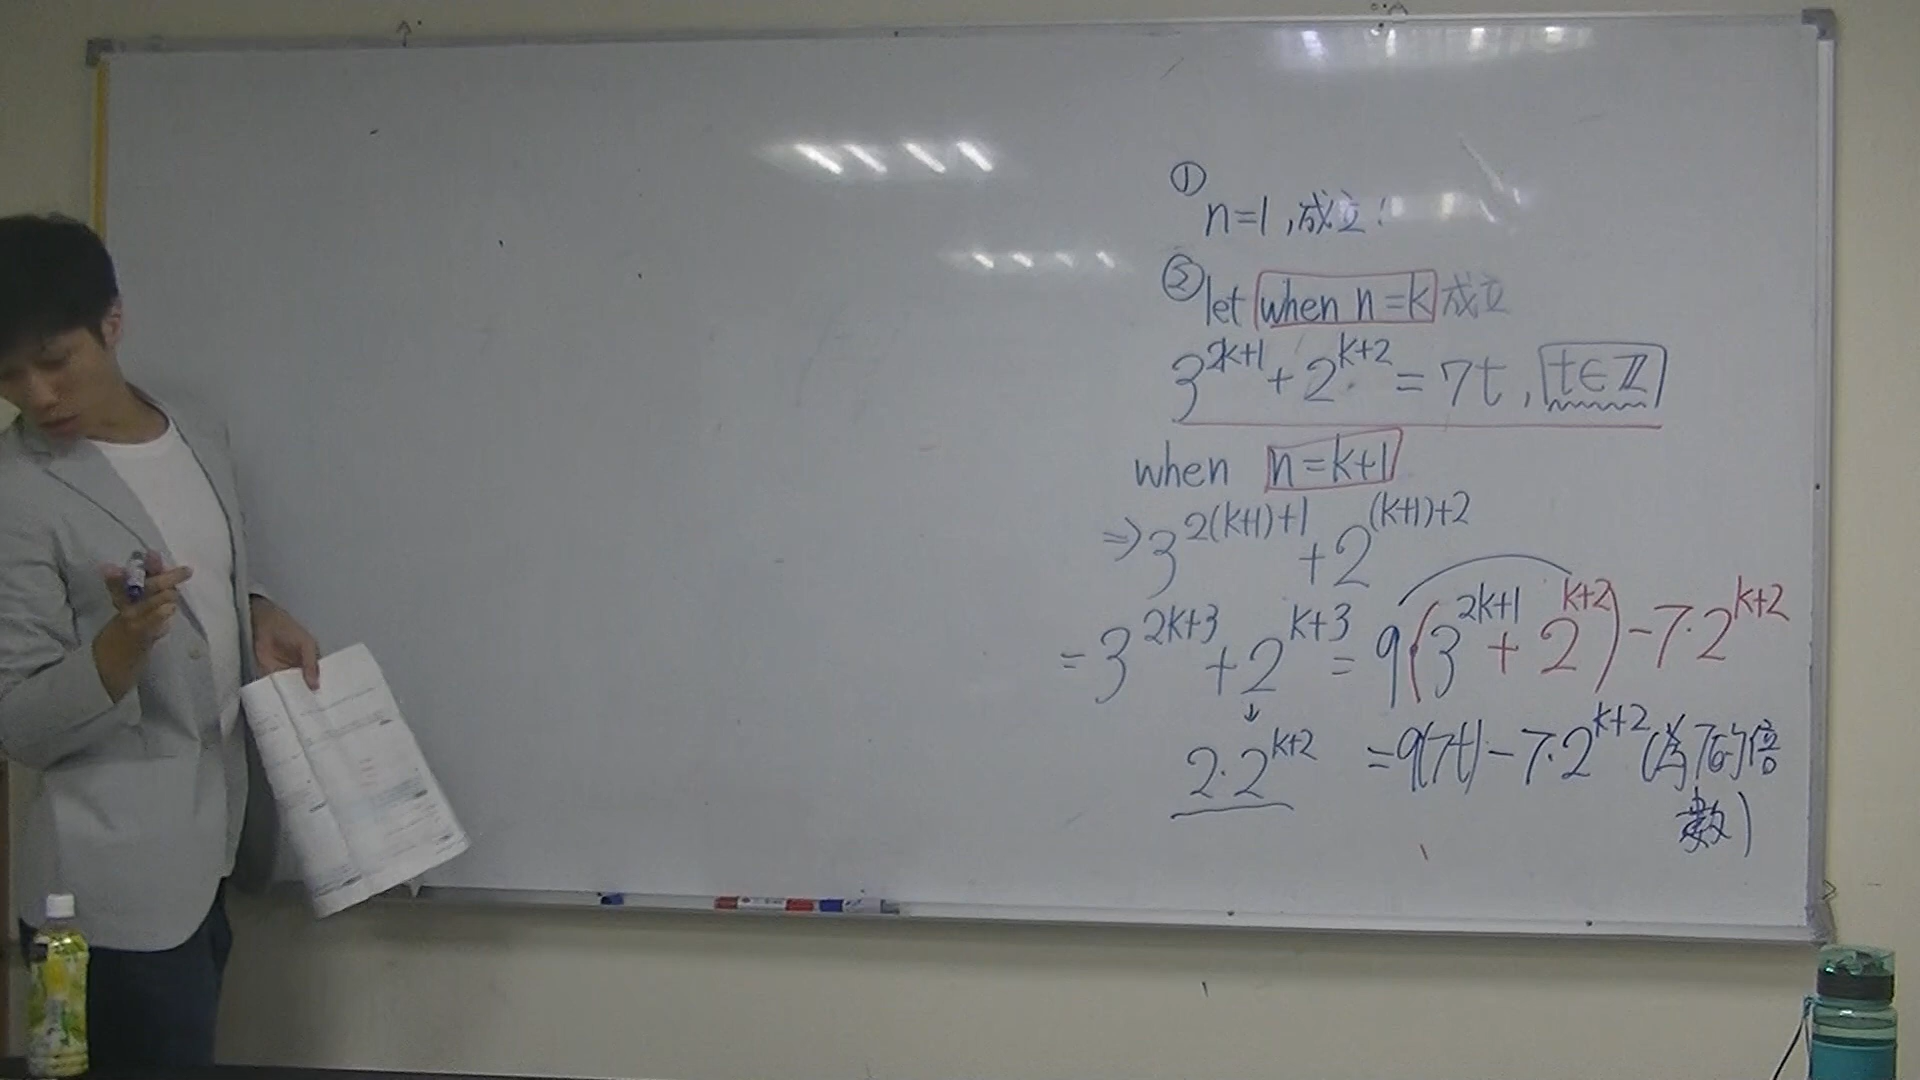 ①
n=1,成立!
② let when n=k 成立
3^{2k+1}+2^{k+2}=7t, t∈ℤ
when n=k+1
⇒3^{2(k+1)+1}+2^{(k+1)+2}
=3^{2k+3}+2^{k+3}=9(3^{2k+1}+2^{k+2})-7·2^{k+2}
↓
2·2^{k+2} =9(7t)-7·2^{k+2}(為7的倍
數)